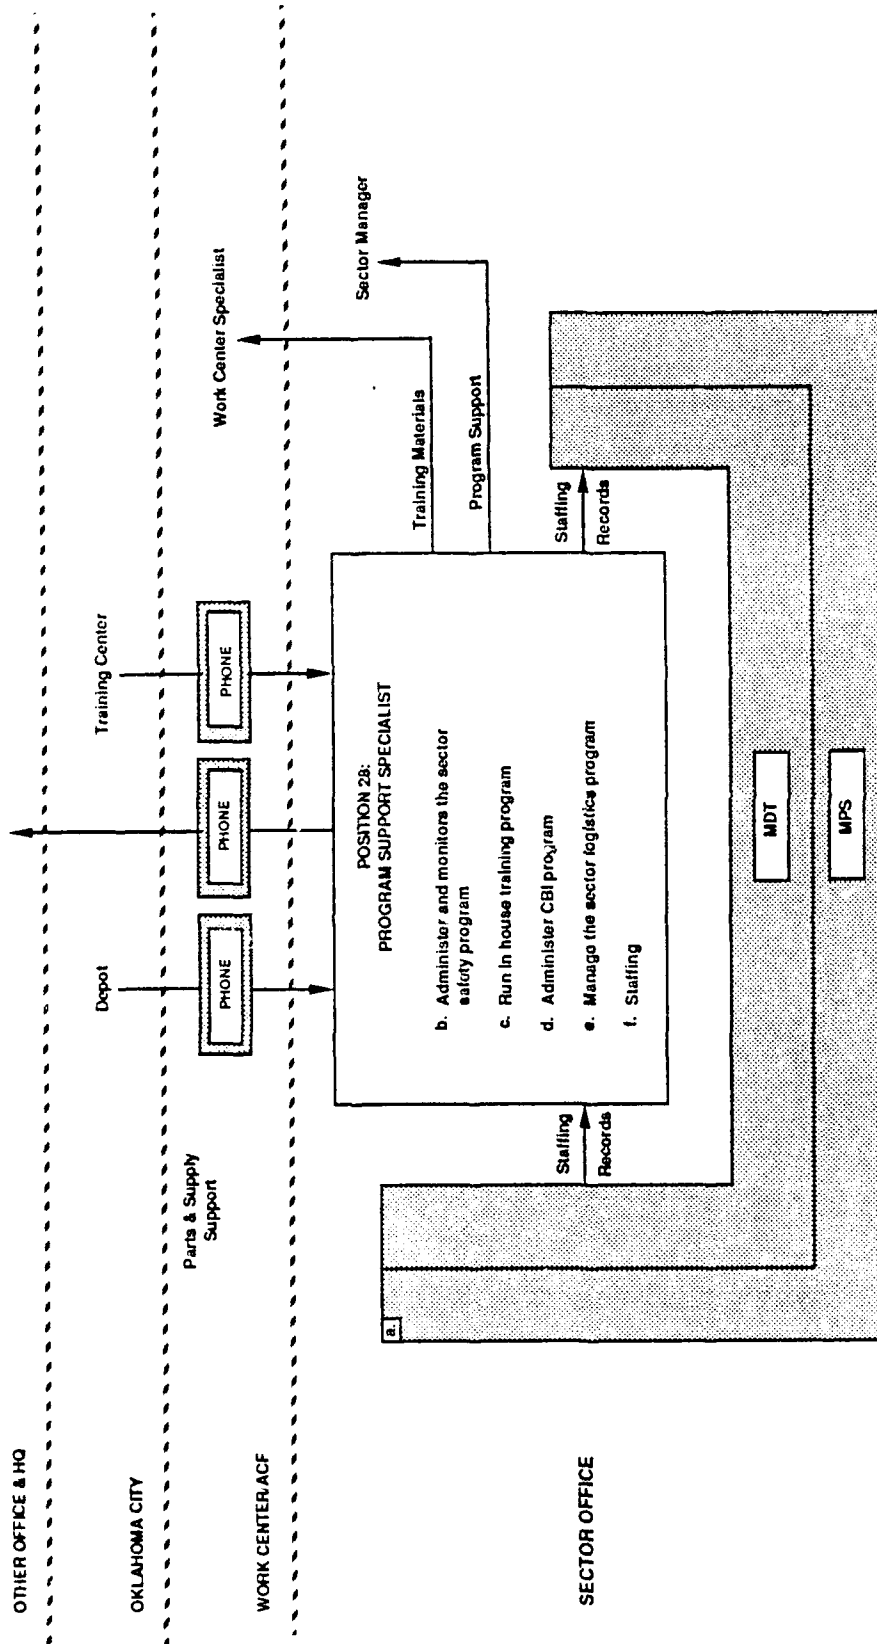 OTHER OFFICE & HQ
OKLAHOMA CITY
Depot
Training Center
WORK CENTER/ACF
Parts & Supply
Support
PHONE
PHONE
PHONE
Work Center Specialist
Sector Manager
Training Materials
Program Support
POSITION 28:
PROGRAM SUPPORT SPECIALIST
b. Administer and monitors the sector
safety program
c. Run in house training program
d. Administer CBI program
e. Manage the sector logistics program
f. Staffing
Staffing
Records
Staffing
Records
a.
SECTOR OFFICE
MDT
MPS